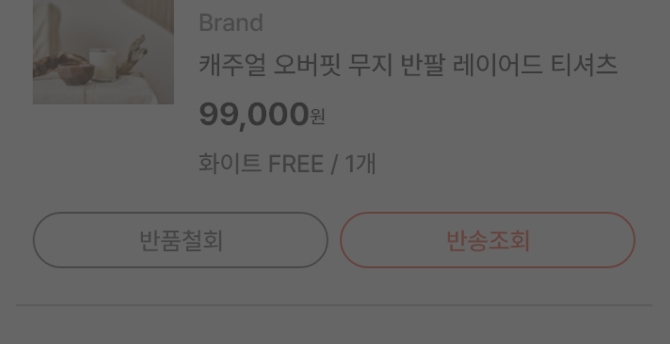 Brand
캐주얼 오버핏 무지 반팔 레이어드 티셔츠
99,000원
화이트 FREE / 1개
반품철회
반송조회